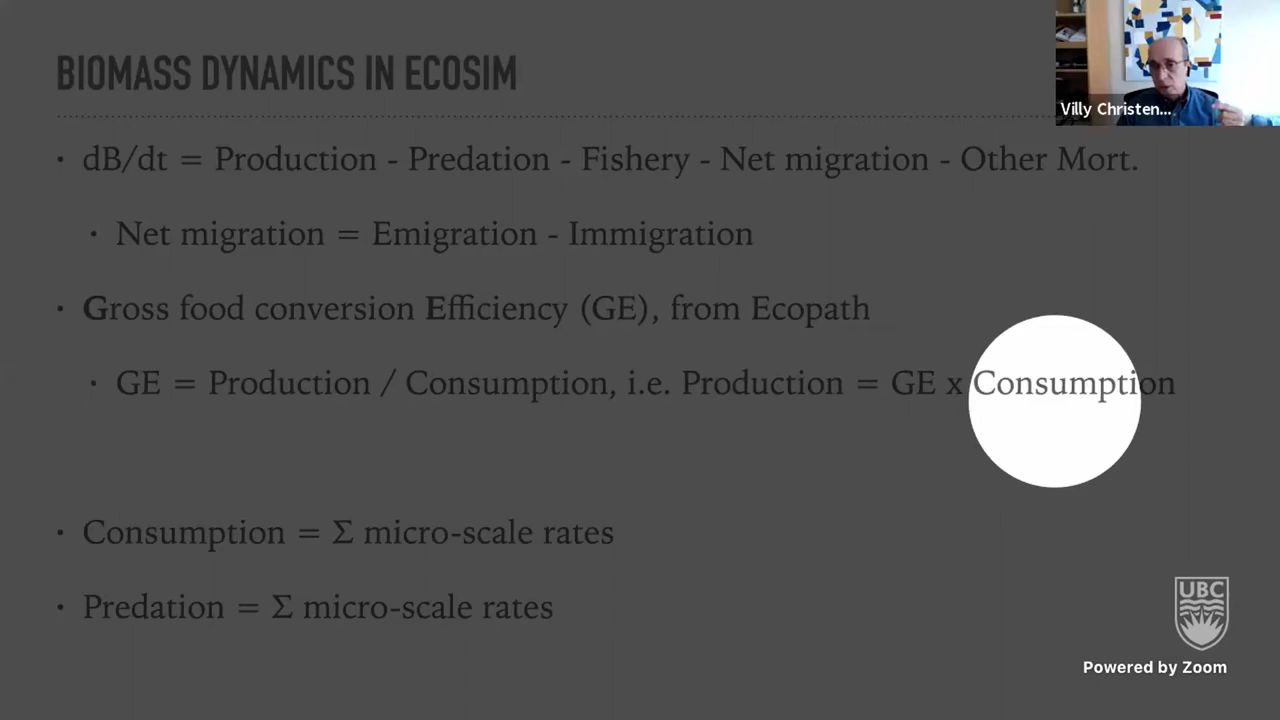 BIOMASS DYNAMICS IN ECOSIM
Villy Christen...
• dB/dt = Production - Predation - Fishery - Net migration - Other Mort.
• Net migration = Emigration - Immigration
• Gross food conversion Efficiency (GE), from Ecopath
• GE = Production / Consumption, i.e. Production = GE x Consumption
• Consumption = Σ micro-scale rates
• Predation = Σ micro-scale rates
UBC
Powered by Zoom